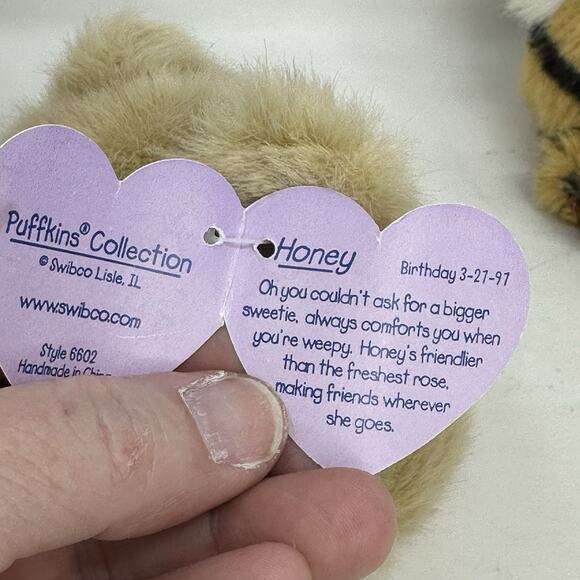 Puffkins® Collection
© Swibco Lisle, IL
www.swibco.com
Style 6602
Handmade in
Honey
Birthday 3-27-97
Oh you couldn't ask for a bigger
sweetie, always comforts you when
you're weepy. Honey's friendlier
than the freshest rose,
making friends wherever
she goes.